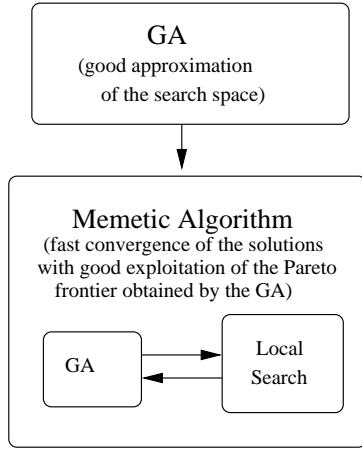 GA
(good approximation
of the search space)
Memetic Algorithm
(fast convergence of the solutions
with good exploitation of the Pareto
frontier obtained by the GA)
GA
Local
Search